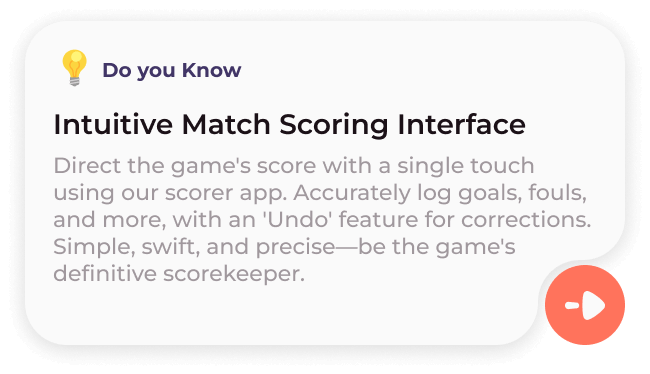 Do you Know
Intuitive Match Scoring Interface
Direct the game's score with a single touch
using our scorer app. Accurately log goals, fouls,
and more, with an 'Undo' feature for corrections.
Simple, swift, and precise—be the game's
definitive scorekeeper.